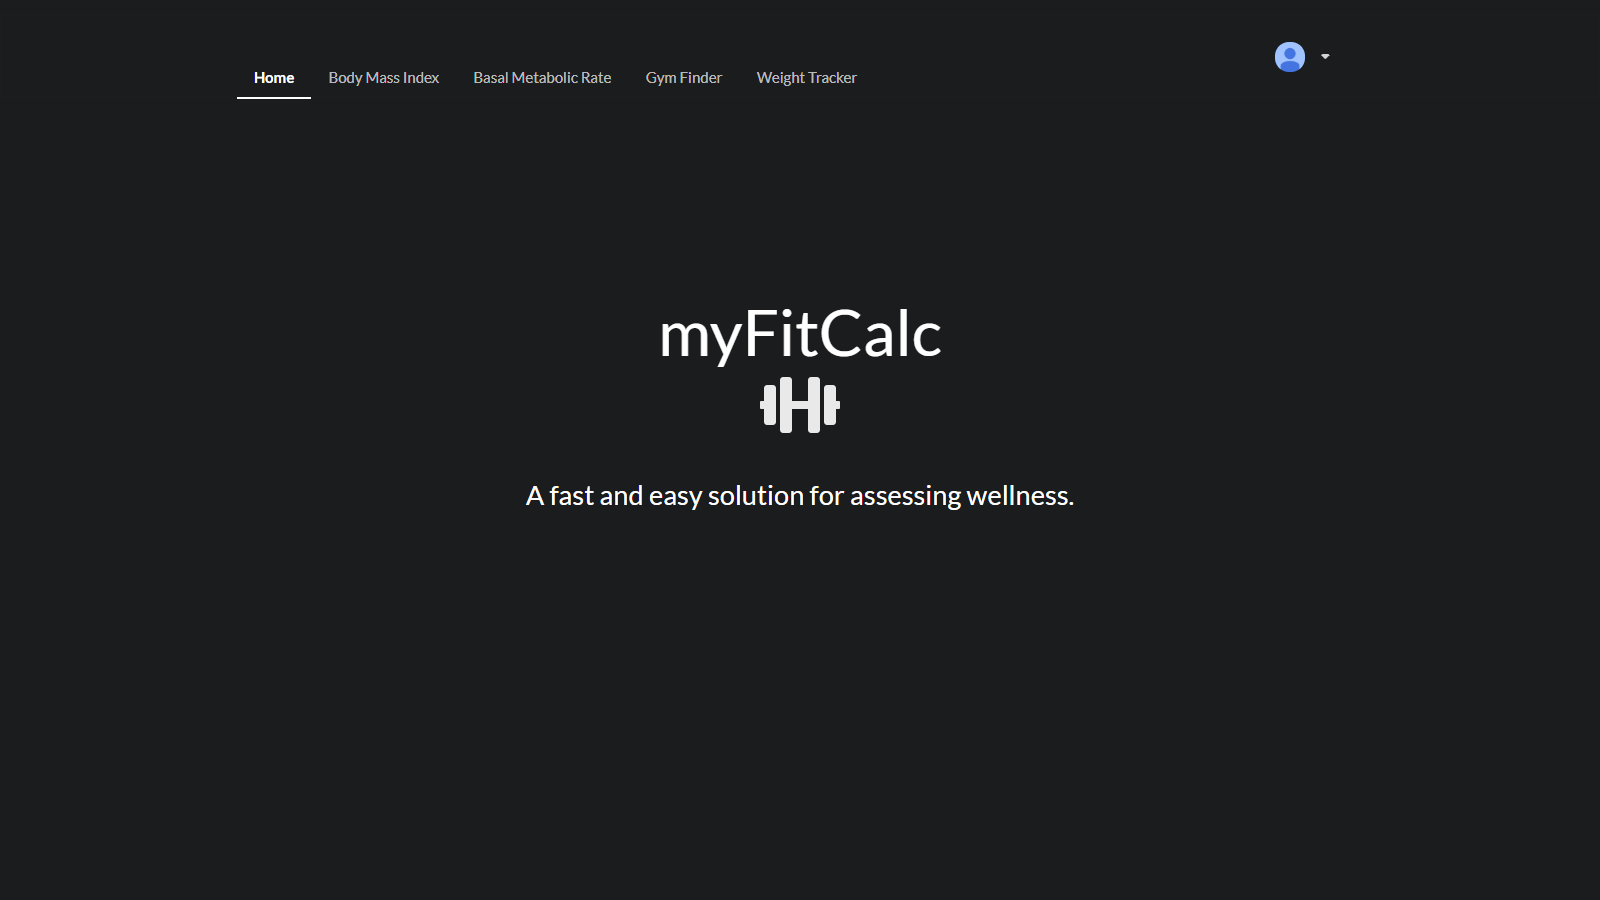 Home Body Mass Index Basal Metabolic Rate Gym Finder Weight Tracker
myFitCalc
A fast and easy solution for assessing wellness.